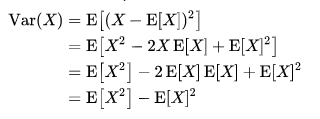 Var(X) = E[(X − E[X])²]
= E[X² − 2X E[X] + E[X]²]
= E[X²] − 2 E[X] E[X] + E[X]²
= E[X²] − E[X]²